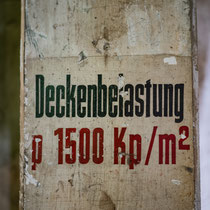 Deckenbelastung
p 1500 Kp/m²